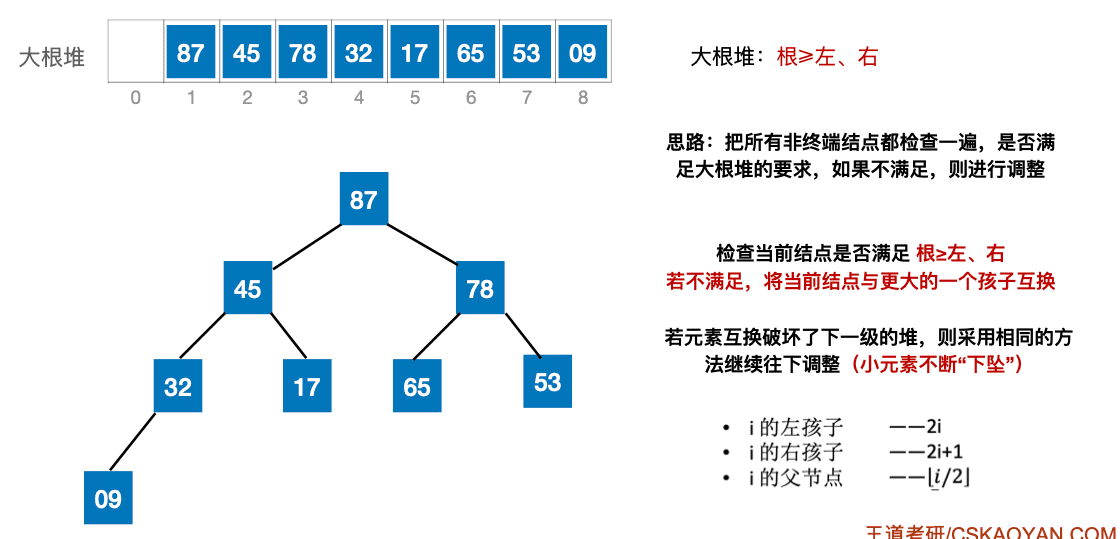 大根堆
87 45 78 32 17 65 53 09
0 1 2 3 4 5 6 7 8
大根堆：根≥左、右
思路：把所有非终端结点都检查一遍，是否满
足大根堆的要求，如果不满足，则进行调整
检查当前结点是否满足 根≥左、右
若不满足，将当前结点与更大的一个孩子互换
若元素互换破坏了下一级的堆，则采用相同的方
法继续往下调整（小元素不断“下坠”）
• i 的左孩子 ——2i
• i 的右孩子 ——2i+1
• i 的父节点 ——⌊i/2⌋
87
45 78
32 17 65 53
09
王道考研/CSKAOYAN.COM